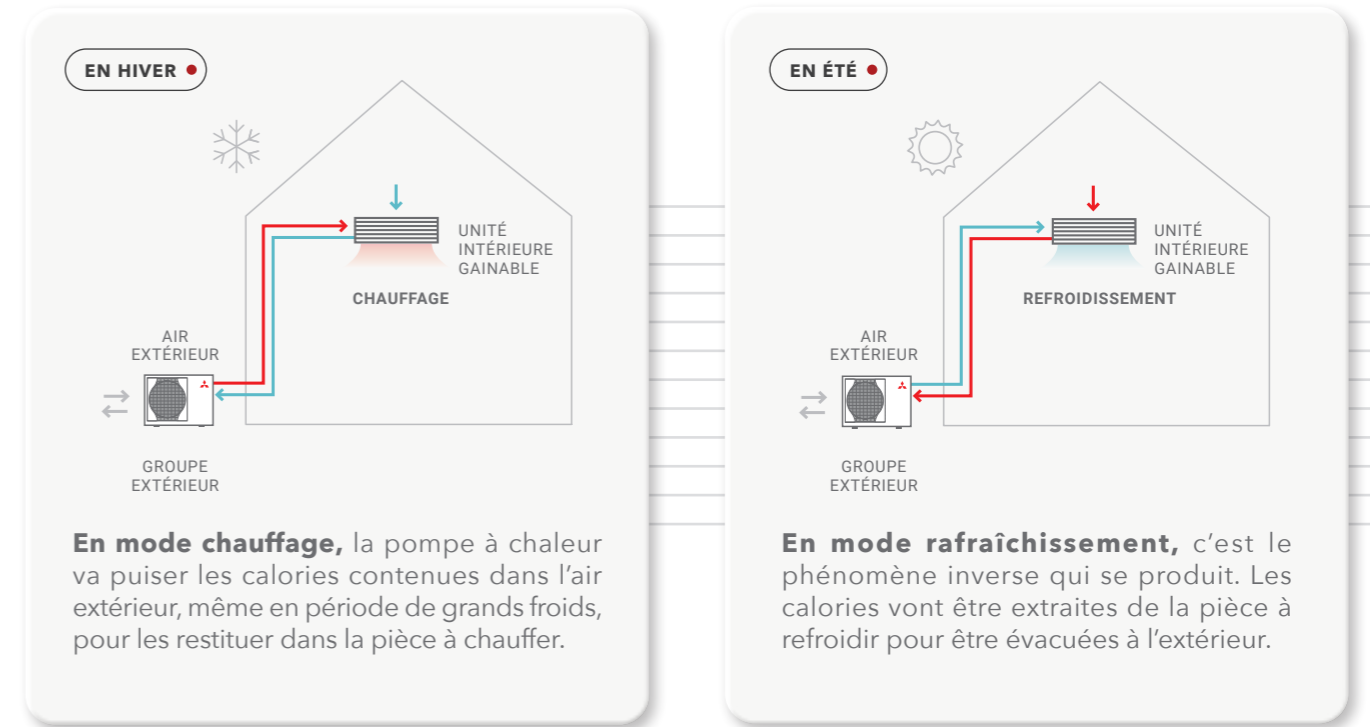 EN HIVER
UNITÉ
INTÉRIEURE
GAINABLE
CHAUFFAGE
AIR
EXTÉRIEUR
GROUPE
EXTÉRIEUR
En mode chauffage, la pompe à chaleur
va puiser les calories contenues dans l’air
extérieur, même en période de grands froids,
pour les restituer dans la pièce à chauffer.
EN ÉTÉ
UNITÉ
INTÉRIEURE
GAINABLE
REFROIDISSEMENT
AIR
EXTÉRIEUR
GROUPE
EXTÉRIEUR
En mode rafraîchissement, c’est le
phénomène inverse qui se produit. Les
calories vont être extraites de la pièce à
refroidir pour être évacuées à l’extérieur.